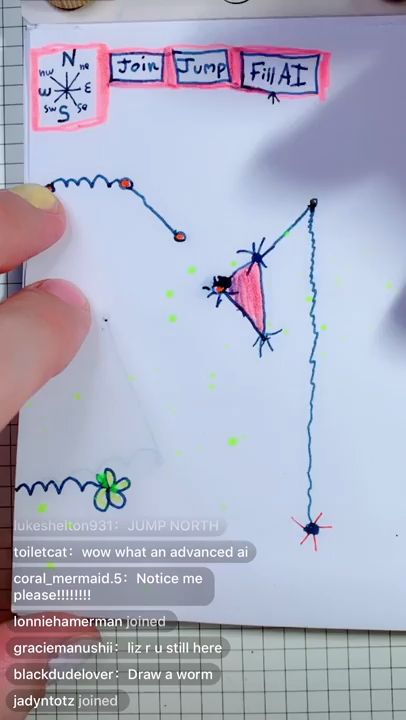 N
nw ne
W E
sw se
S
Join Jump Fill AI
lukeshelton931: JUMP NORTH
toiletcat: wow what an advanced ai
coral_mermaid.5: Notice me
please!!!!!!!!
lonniehamerman joined
graciemanushii: liz r u still here
blackdudelover: Draw a worm
jadyntotz joined